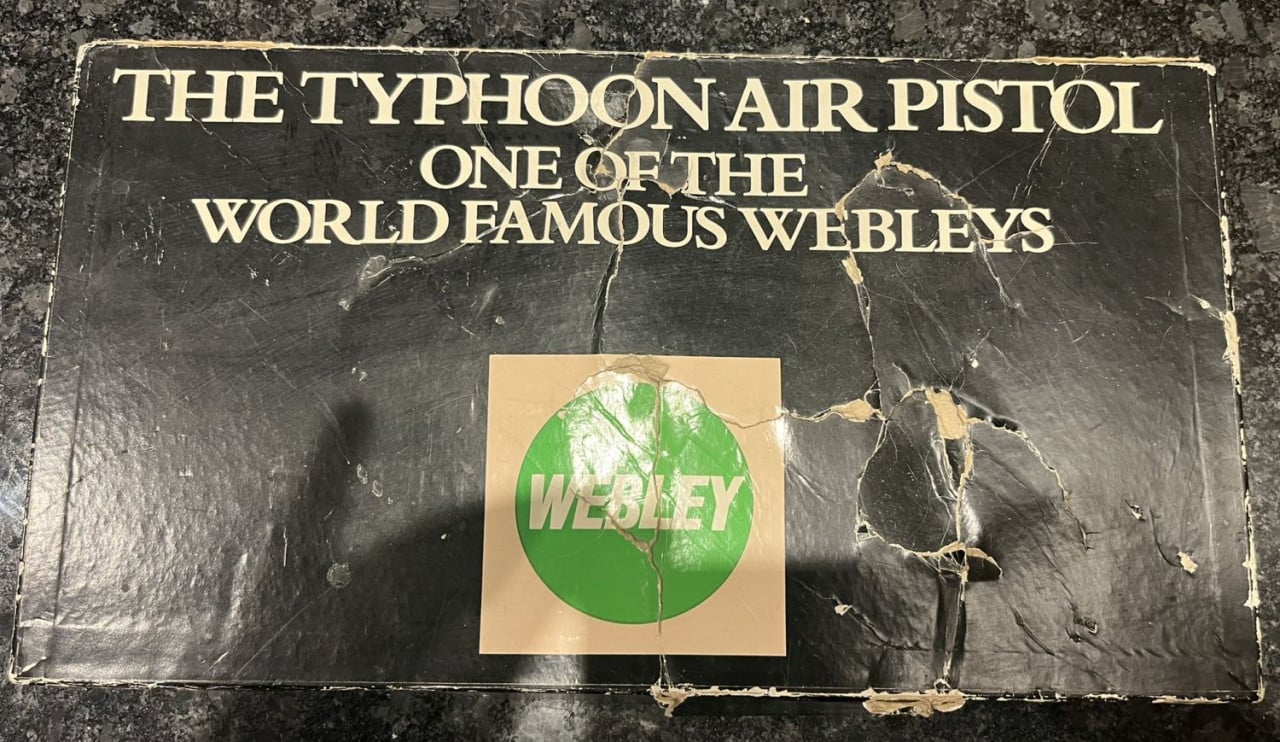 THE TYPHOON AIR PISTOL
ONE OF THE
WORLD FAMOUS WEBLEYS
WEBLEY